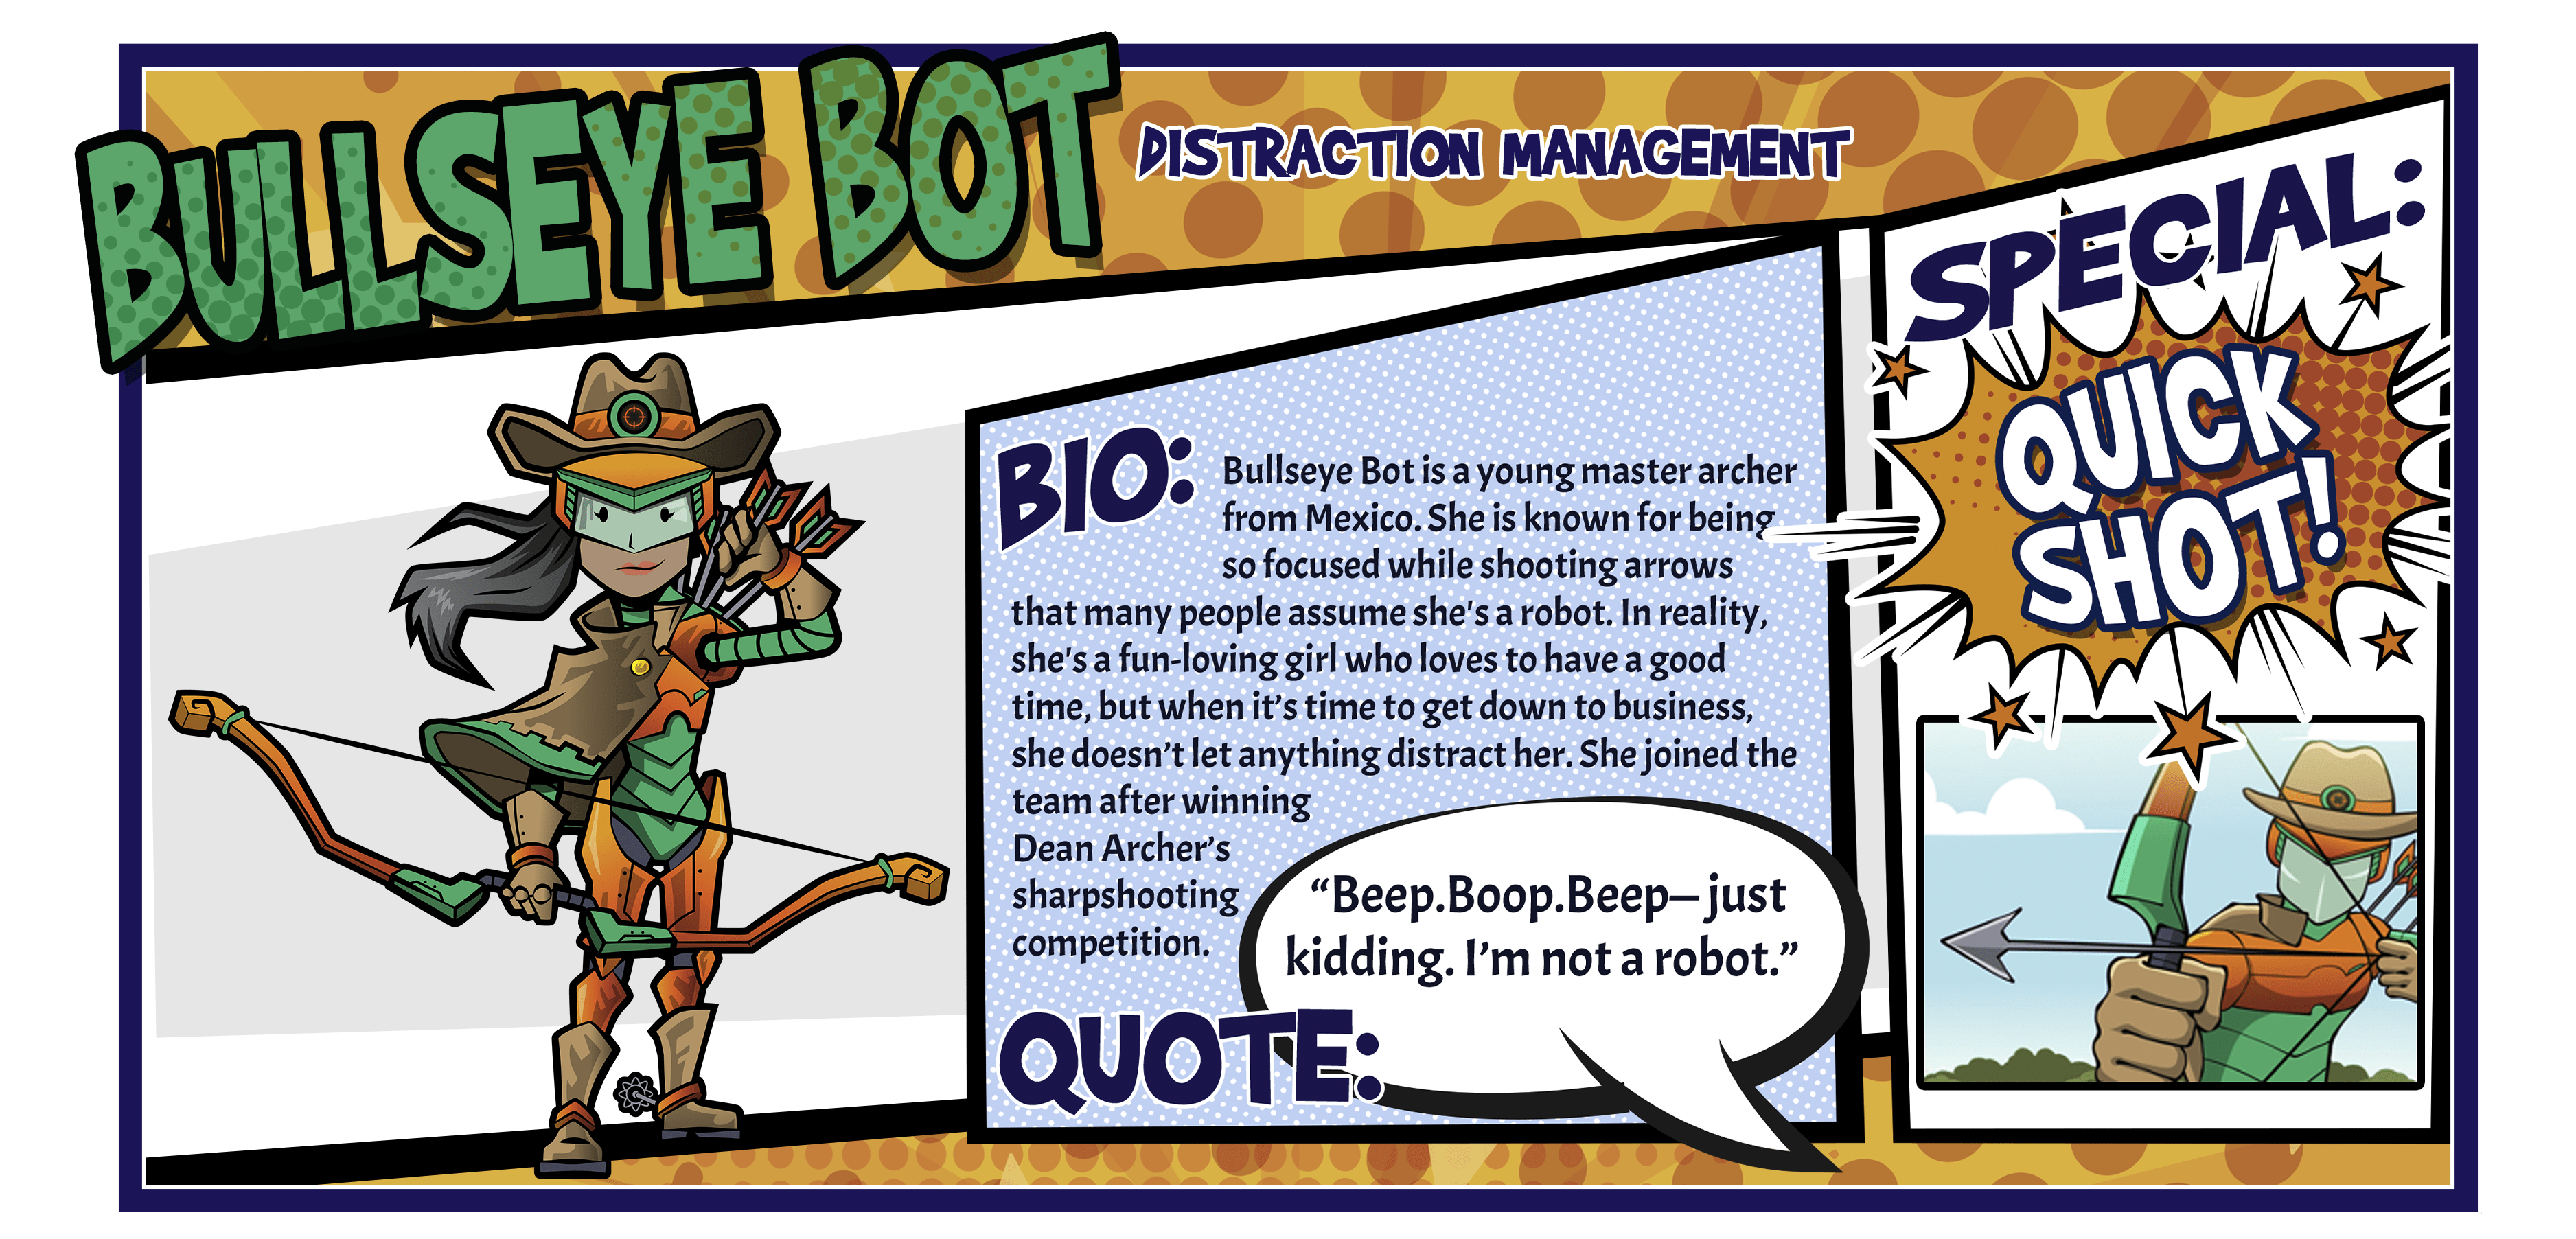 BULLSEYE BOT
DISTRACTION MANAGEMENT
BIO:
Bullseye Bot is a young master archer
from Mexico. She is known for being
so focused while shooting arrows
that many people assume she's a robot. In reality,
she's a fun-loving girl who loves to have a good
time, but when it’s time to get down to business,
she doesn’t let anything distract her. She joined the
team after winning
Dean Archer’s
sharpshooting
competition.
QUOTE:
“Beep.Boop.Beep— just
kidding. I’m not a robot.”
SPECIAL:
QUICK
SHOT!